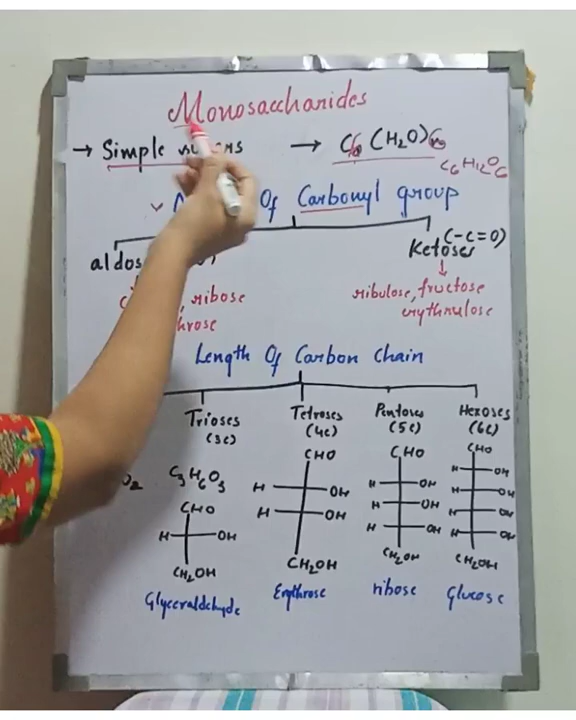 Monosaccharides
→ Simple → C6 (H2O)6
C6H12O6
Of Carbonyl group
Ketoses (-C=O)
ribose ribulose, fructose
erythrulose
Length Of Carbon Chain
Trioses Tetroses Pentoses Hexoses
(3C) (4C) (5C) (6C)
C3H6O3 CHO CHO CHO
CHO H OH H OH H OH
H OH H OH H OH H OH
H OH H OH
H OH
CH2OH CH2OH CH2OH CH2OH
Glyceraldehyde Erythrose ribose Glucose